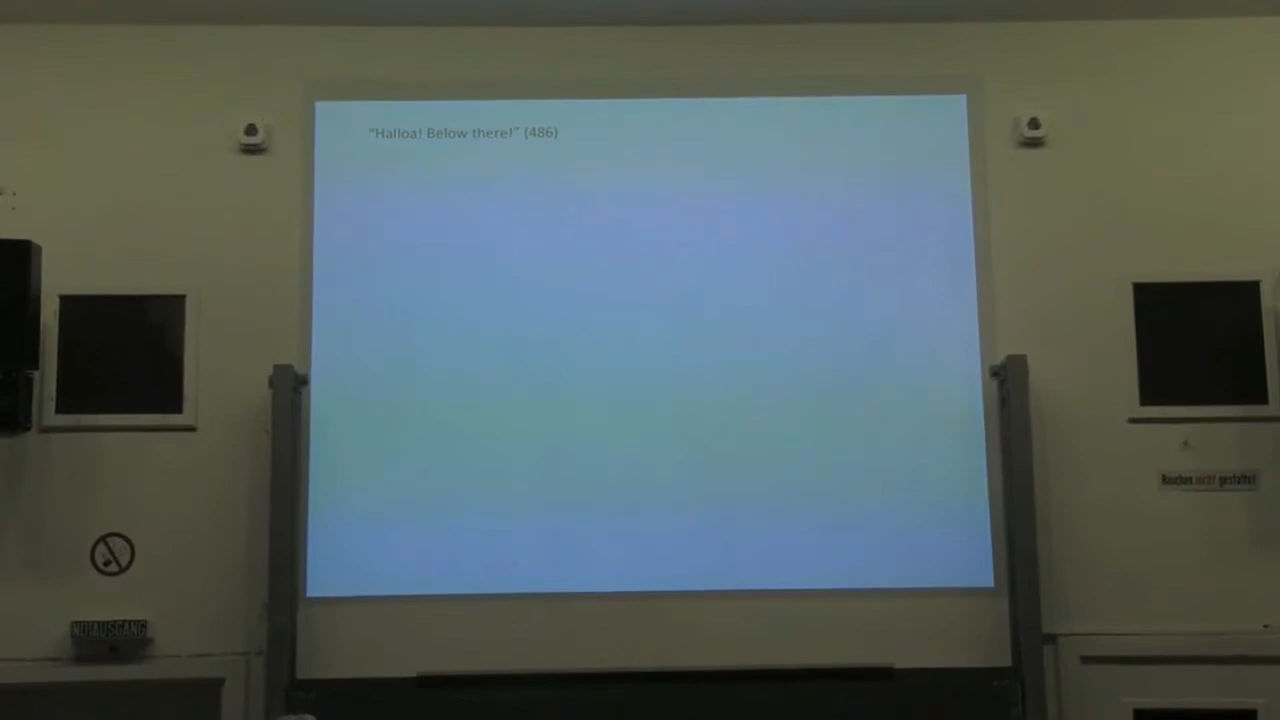 “Halloa! Below there!” (486)
Rauchen nicht gestattet
NOTAUSGANG